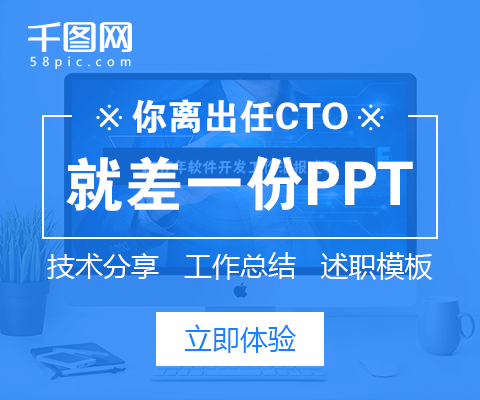 千图网
58pic.com
※ 你离出任CTO ※
就差一份PPT
技术分享 工作总结 述职模板
立即体验